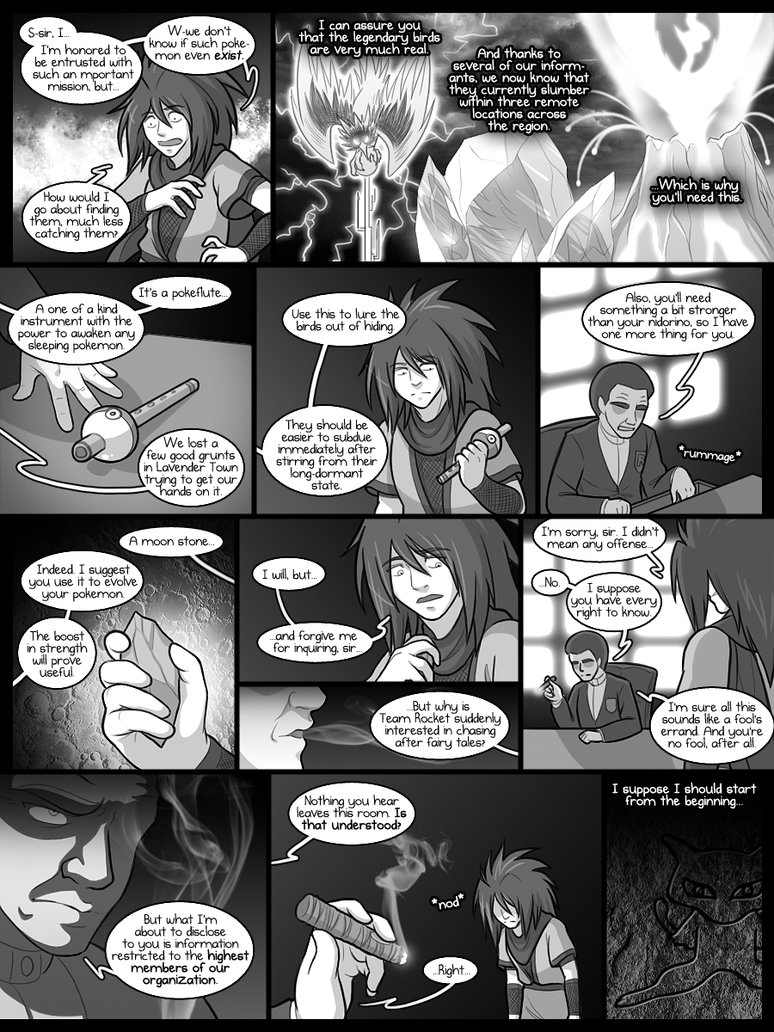 S-sir, I...
I'm honored to
be entrusted with
such an mportant
mission, but...
W-we don't
know if such poke-
mon even exist.
How would I
go about finding
them, much less
catching them?
I can assure you
that the legendary birds
are very much real.
And thanks to
several of our inform-
ants, we now know that
they currently slumber
within three remote
locations across
the region.
...Which is why
you'll need this.
It's a pokeflute...
A one of a kind
instrument with the
power to awaken any
sleeping pokemon.
We lost a
few good grunts
in Lavender Town
trying to get our
hands on it.
Use this to lure the
birds out of hiding.
They should be
easier to subdue
immediately after
stirring from their
long-dormant
state.
Also, you'll need
something a bit stronger
than your nidorino, so I have
one more thing for you.
*rummage*
A moon stone...
Indeed. I suggest
you use it to evolve
your pokemon.
The boost
in strength
will prove
useful.
I will, but...
...and forgive me
for inquiring, sir...
...But why is
Team Rocket suddenly
interested in chasing
after fairy tales?
I'm sorry, sir. I didn't
mean any offense...
...No.
I suppose
you have every
right to know.
I'm sure all this
sounds like a fool's
errand. And you're
no fool, after all.
But what I'm
about to disclose
to you is information
restricted to the highest
members of our
organization.
Nothing you hear
leaves this room. Is
that understood?
*nod*
...Right...
I suppose I should start
from the beginning...